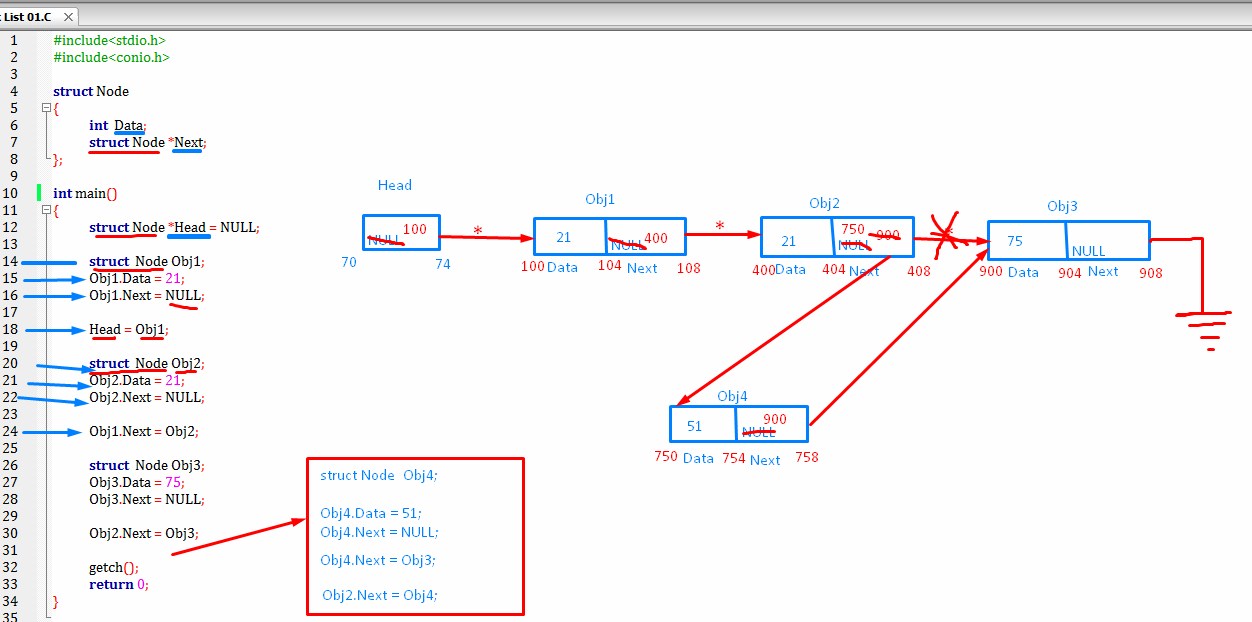 List 01.C ×
1 #include<stdio.h>
2 #include<conio.h>
3
4 struct Node
5 {
6 int Data;
7 struct Node *Next;
8 };
9
10 int main()
11 {
12 struct Node *Head = NULL;
13
14 struct Node Obj1;
15 Obj1.Data = 21;
16 Obj1.Next = NULL;
17
18 Head = Obj1;
19
20 struct Node Obj2;
21 Obj2.Data = 21;
22 Obj2.Next = NULL;
23
24 Obj1.Next = Obj2;
25
26 struct Node Obj3;
27 Obj3.Data = 75;
28 Obj3.Next = NULL;
29
30 Obj2.Next = Obj3;
31
32 getch();
33 return 0;
34 }
35
Head
NULL 100
70 74
*
Obj1
21 NULL 400
100 Data 104 Next 108
*
Obj2
21 750 NULL 900
400 Data 404 Next 408
*
Obj3
75 NULL
900 Data 904 Next 908
Obj4
51 NULL 900
750 Data 754 Next 758
struct Node Obj4;
Obj4.Data = 51;
Obj4.Next = NULL;
Obj4.Next = Obj3;
Obj2.Next = Obj4;